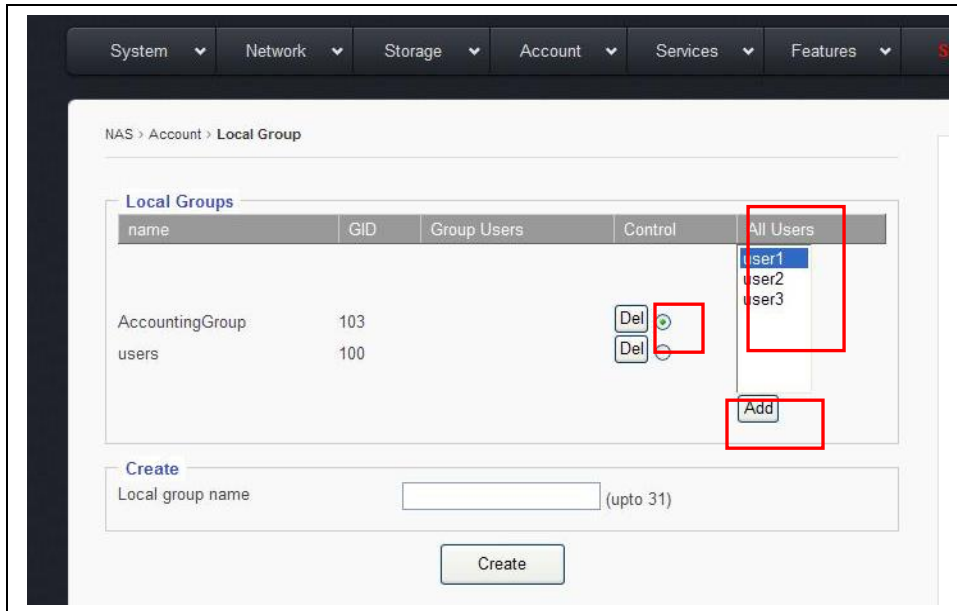 System Network Storage Account Services Features S
NAS > Account > Local Group
Local Groups
name GID Group Users Control All Users
user1
user2
user3
AccountingGroup 103 Del
users 100 Del
Add
Create
Local group name (upto 31)
Create